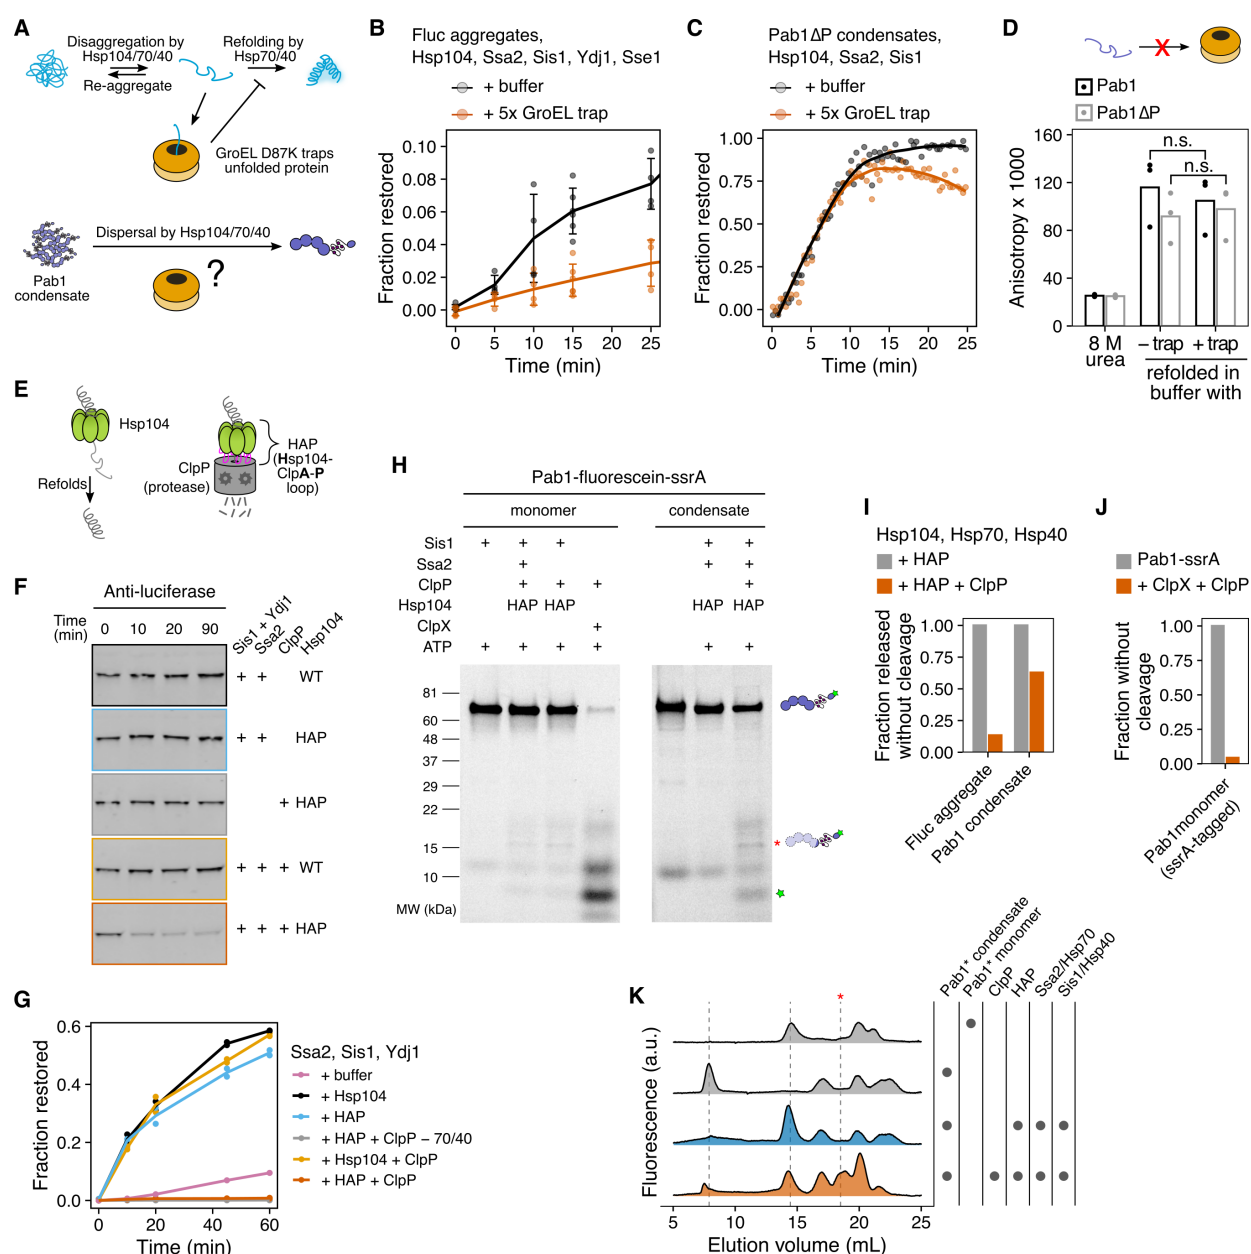 A
Disaggregation by
Hsp104/70/40
Refolding by
Hsp70/40
Re-aggregate
GroEL D87K traps
unfolded protein
Dispersal by Hsp104/70/40
Pab1
condensate
?
B
Fluc aggregates,
Hsp104, Ssa2, Sis1, Ydj1, Sse1
+ buffer
+ 5x GroEL trap
Fraction restored
0.10
0.08
0.06
0.04
0.02
0.00
0 5 10 15 20 25
Time (min)
C
Pab1ΔP condensates,
Hsp104, Ssa2, Sis1
+ buffer
+ 5x GroEL trap
Fraction restored
1.00
0.75
0.50
0.25
0.00
0 5 10 15 20 25
Time (min)
D
X
Pab1
Pab1ΔP
Anisotropy x 1000
160
120
80
40
0
n.s.
n.s.
8 M
urea
– trap + trap
refolded in
buffer with
E
Hsp104
Refolds
ClpP
(protease)
HAP
(Hsp104-
ClpA-P
loop)
F
Anti-luciferase
Time
(min)
0 10 20 90
Sis1 + Ydj1
Ssa2
ClpP
Hsp104
+ + WT
+ + HAP
+ HAP
+ + + WT
+ + + HAP
G
Fraction restored
0.6
0.4
0.2
0.0
0 20 40 60
Time (min)
Ssa2, Sis1, Ydj1
+ buffer
+ Hsp104
+ HAP
+ HAP + ClpP – 70/40
+ Hsp104 + ClpP
+ HAP + ClpP
H
Pab1-fluorescein-ssrA
monomer condensate
Sis1 + + + + +
Ssa2 + + +
ClpP + + + +
Hsp104 HAP HAP HAP HAP
ClpX +
ATP + + + + + +
81
60
48
37
29
22
15
10
MW (kDa)
*
I
Hsp104, Hsp70, Hsp40
+ HAP
+ HAP + ClpP
Fraction released
without cleavage
1.00
0.75
0.50
0.25
0.00
Fluc aggregate
Pab1 condensate
J
Pab1-ssrA
+ ClpX + ClpP
Fraction without
cleavage
1.00
0.75
0.50
0.25
0.00
Pab1monomer
(ssrA-tagged)
K
Fluorescence (a.u.)
*
5 10 15 20 25
Elution volume (mL)
Pab1* condensate
Pab1* monomer
ClpP
HAP
Ssa2/Hsp70
Sis1/Hsp40